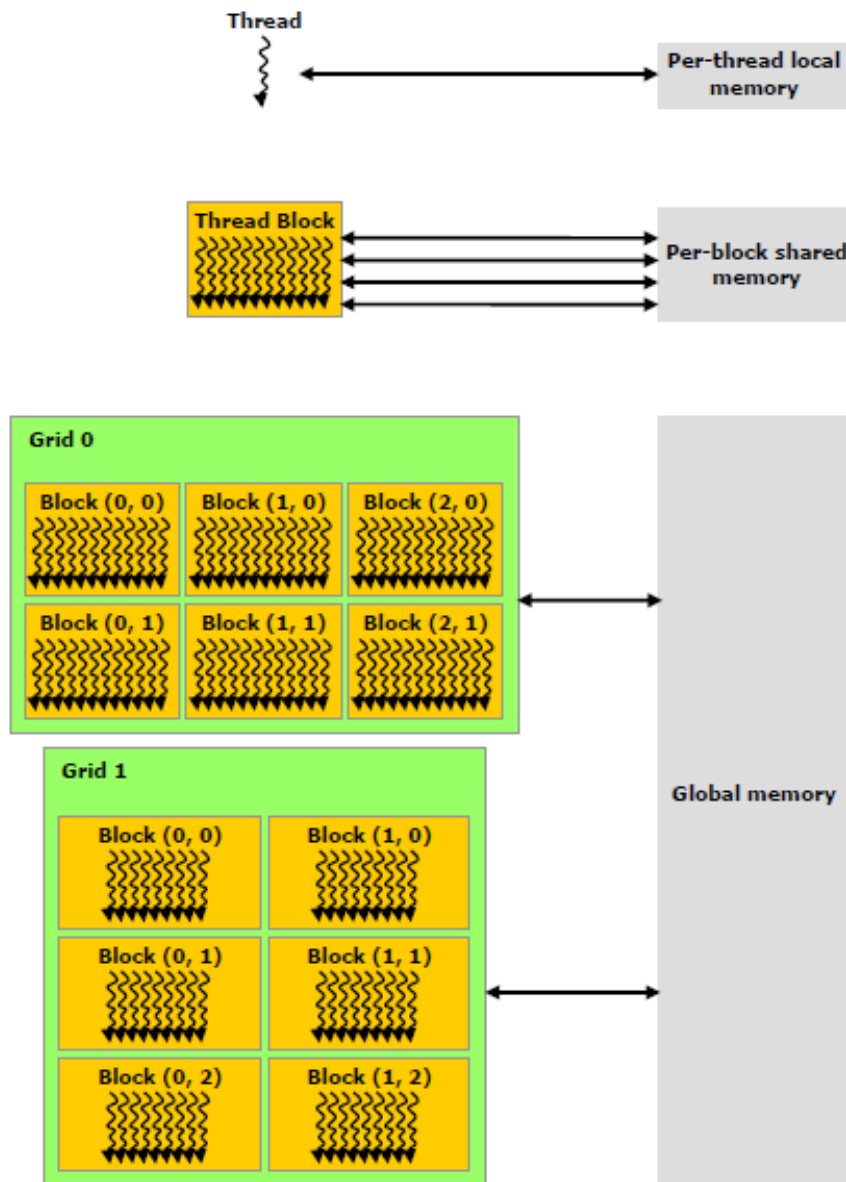 Thread
Per-thread local
memory
Thread Block
Per-block shared
memory
Grid 0
Block (0, 0)
Block (1, 0)
Block (2, 0)
Block (0, 1)
Block (1, 1)
Block (2, 1)
Grid 1
Global memory
Block (0, 0)
Block (1, 0)
Block (0, 1)
Block (1, 1)
Block (0, 2)
Block (1, 2)